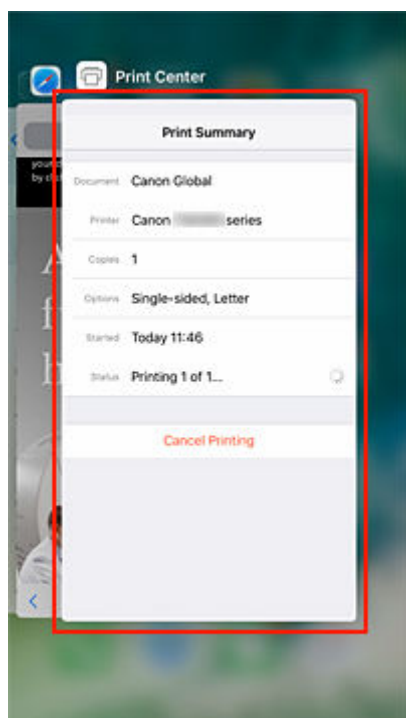 Print Center
Print Summary
Document Canon Global
Printer Canon series
Copies 1
Options Single-sided, Letter
Started Today 11:46
Status Printing 1 of 1...
Cancel Printing